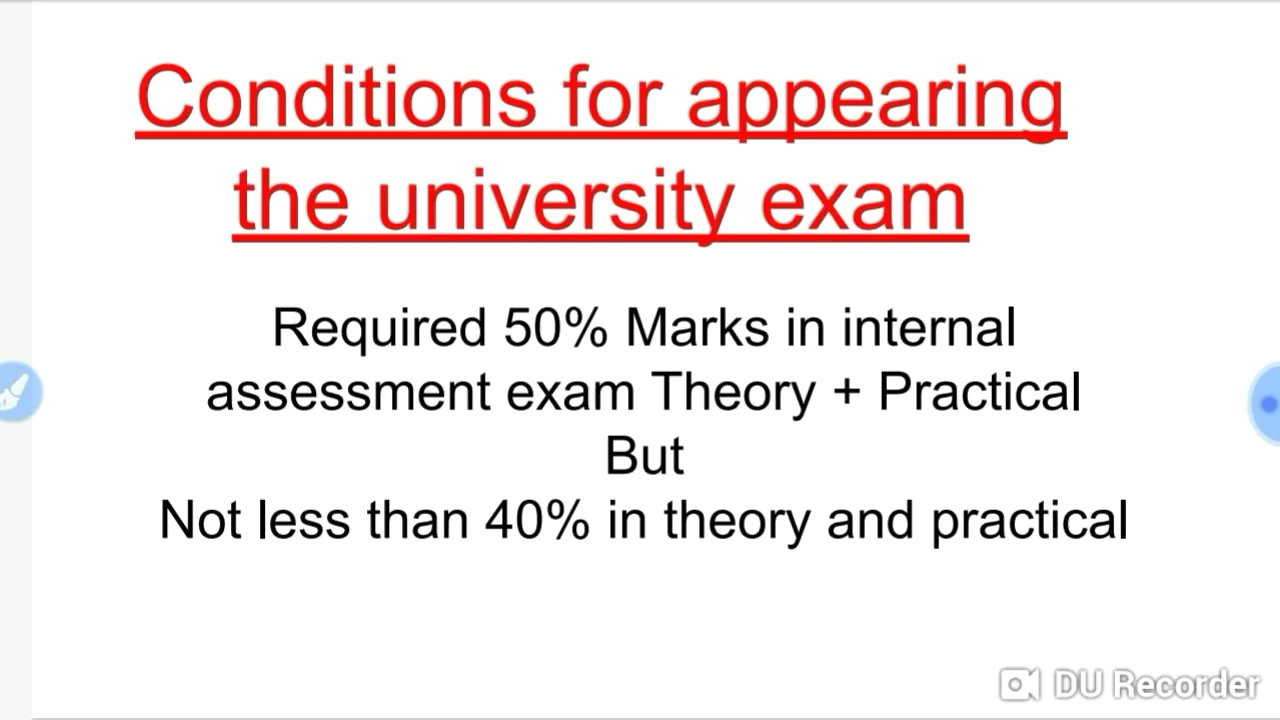 Conditions for appearing
the university exam
Required 50% Marks in internal
assessment exam Theory + Practical
But
Not less than 40% in theory and practical
DU Recorder